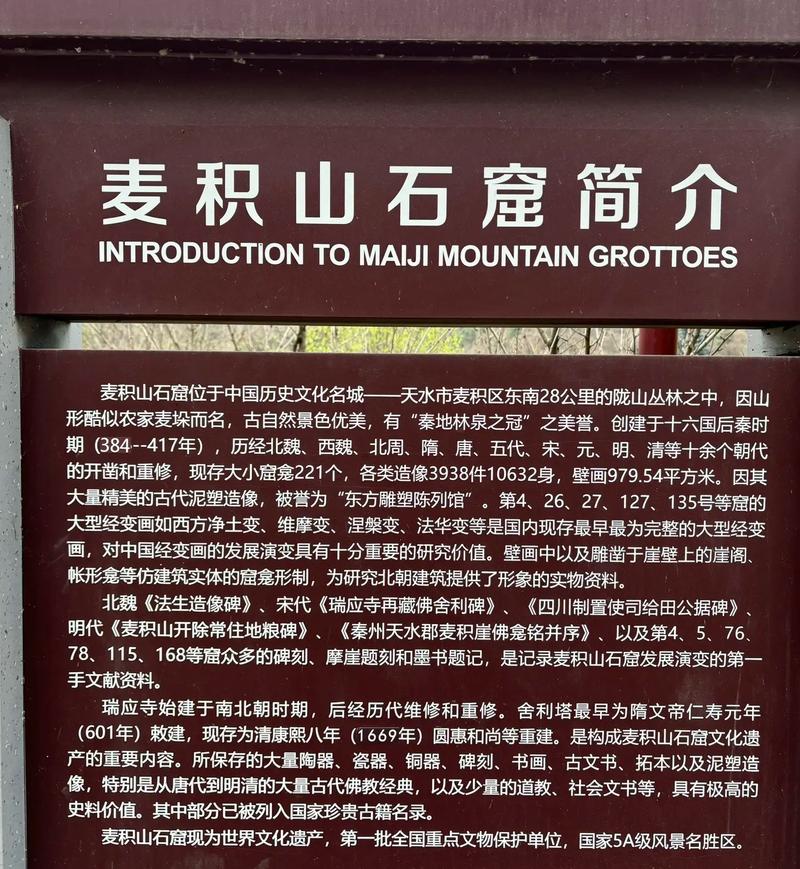 麦积山石窟简介
INTRODUCTION TO MAIJI MOUNTAIN GROTTOES
麦积山石窟位于中国历史文化名城——天水市麦积区东南28公里的陇山丛林之中，因山
形酷似农家麦垛而名，古自然景色优美，有“秦地林泉之冠”之美誉。创建于十六国后秦时
期（384--417年），历经北魏、西魏、北周、隋、唐、五代、宋、元、明、清等十余个朝代
的开凿和重修，现存大小窟龛221个，各类造像3938件10632身，壁画979.54平方米。因其
大量精美的古代泥塑造像，被誉为“东方雕塑陈列馆”。第4、26、27、127、135号等窟的
大型经变画如西方净土变、维摩变、涅槃变、法华变等是国内现存最早最为完整的大型经变
画，对中国经变画的发展演变具有十分重要的研究价值。壁画中以及雕凿于崖壁上的崖阁、
帐形龛等仿建筑实体的窟龛形制，为研究北朝建筑提供了形象的实物资料。
北魏《法生造像碑》、宋代《瑞应寺再藏佛舍利碑》、《四川制置使司给田公据碑》、
明代《麦积山开除常住地粮碑》、《秦州天水郡麦积崖佛龛铭并序》、以及第4、5、76、
78、115、168等窟众多的碑刻、摩崖题刻和墨书题记，是记录麦积山石窟发展演变的第一
手文献资料。
瑞应寺始建于南北朝时期，后经历代维修和重修。舍利塔最早为隋文帝仁寿元年
（601年）敕建，现存为清康熙八年（1669年）圆惠和尚等重建。是构成麦积山石窟文化遗
产的重要内容。所保存的大量陶器、瓷器、铜器、碑刻、书画、古文书、拓本以及泥塑造
像，特别是从唐代到明清的大量古代佛教经典，以及少量的道教、社会文书等，具有极高的
史料价值。其中部分已被列入国家珍贵古籍名录。
麦积山石窟现为世界文化遗产，第一批全国重点文物保护单位，国家5A级风景名胜区。